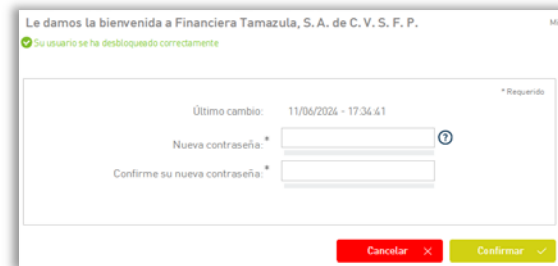 Le damos la bienvenida a Financiera Tamazula, S. A. de C. V. S. F. P.
Su usuario se ha desbloqueado correctamente
* Requerido
Último cambio: 11/06/2024 - 17:34:41
Nueva contraseña:*
Confirme su nueva contraseña:*
Cancelar
Confirmar